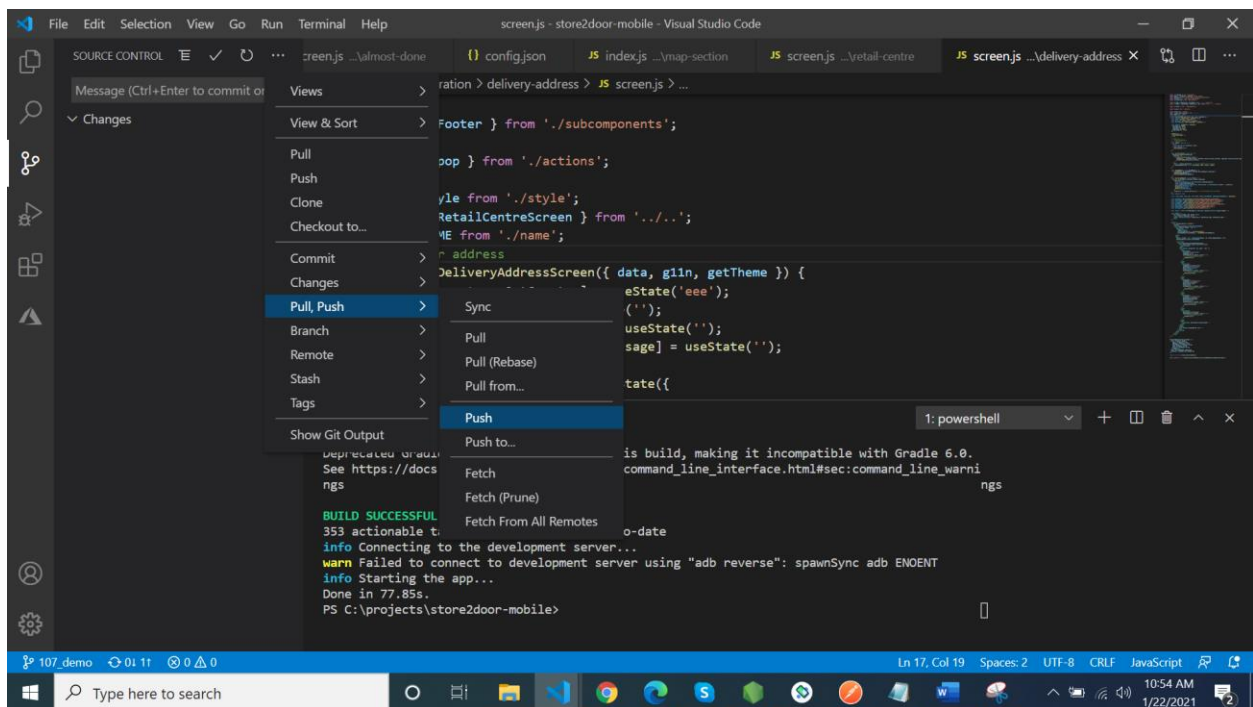 File Edit Selection View Go Run Terminal Help screen.js - store2door-mobile - Visual Studio Code
SOURCE CONTROL
creen.js ...\almost-done {} config.json JS index.js ...\map-section JS screen.js ...\retail-centre JS screen.js ...\delivery-address
Message (Ctrl+Enter to commit or
Changes
ration > delivery-address > JS screen.js > ...
Views
View & Sort
Pull
Push
Clone
Checkout to...
Commit
Changes
Pull, Push
Branch
Remote
Stash
Tags
Show Git Output
Sync
Pull
Pull (Rebase)
Pull from...
Push
Push to...
Fetch
Fetch (Prune)
Fetch From All Remotes
Footer } from './subcomponents';
pop } from './actions';
yle from './style';
RetailCentreScreen } from '../..';
ME from './name';
r address
DeliveryAddressScreen({ data, g11n, getTheme }) {
eState('eee');
('');
useState('');
sage] = useState('');
tate({
1: powershell
Deprecated Gradl is build, making it incompatible with Gradle 6.0.
See https://docs command_line_interface.html#sec:command_line_warni
ngs ngs
BUILD SUCCESSFUL
353 actionable t o-date
info Connecting to the development server...
warn Failed to connect to development server using "adb reverse": spawnSync adb ENOENT
info Starting the app...
Done in 77.85s.
PS C:\projects\store2door-mobile>
107_demo 0↓ 1↑ 0 0 Ln 17, Col 19 Spaces: 2 UTF-8 CRLF JavaScript
Type here to search
10:54 AM
1/22/2021
2